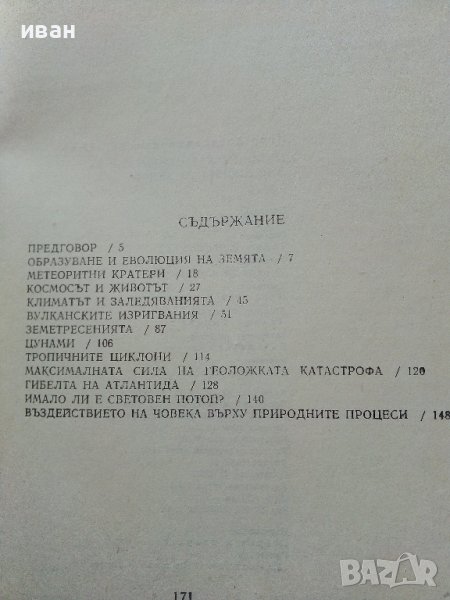 иван
СЪДЪРЖАНИЕ
ПРЕДГОВОР / 5
ОБРАЗУВАНЕ И ЕВОЛЮЦИЯ НА ЗЕМЯТА / 7
МЕТЕОРИТНИ КРАТЕРИ / 18
КОСМОСЪТ И ЖИВОТЪТ / 27
КЛИМАТЪТ И ЗАЛЕДЯВАНИЯТА / 45
ВУЛКАНСКИТЕ ИЗРИГВАНИЯ / 51
ЗЕМЕТРЕСЕНИЯТА / 87
ЦУНАМИ / 106
ТРОПИЧНИТЕ ЦИКЛОНИ / 114
МАКСИМАЛНАТА СИЛА НА ГЕОЛОЖКАТА КАТАСТРОФА / 120
ГИБЕЛТА НА АТЛАНТИДА / 128
ИМАЛО ЛИ Е СВЕТОВЕН ПОТОП? / 140
ВЪЗДЕЙСТВИЕТО НА ЧОВЕКА ВЪРХУ ПРИРОДНИТЕ ПРОЦЕСИ / 148
171
BAZAR